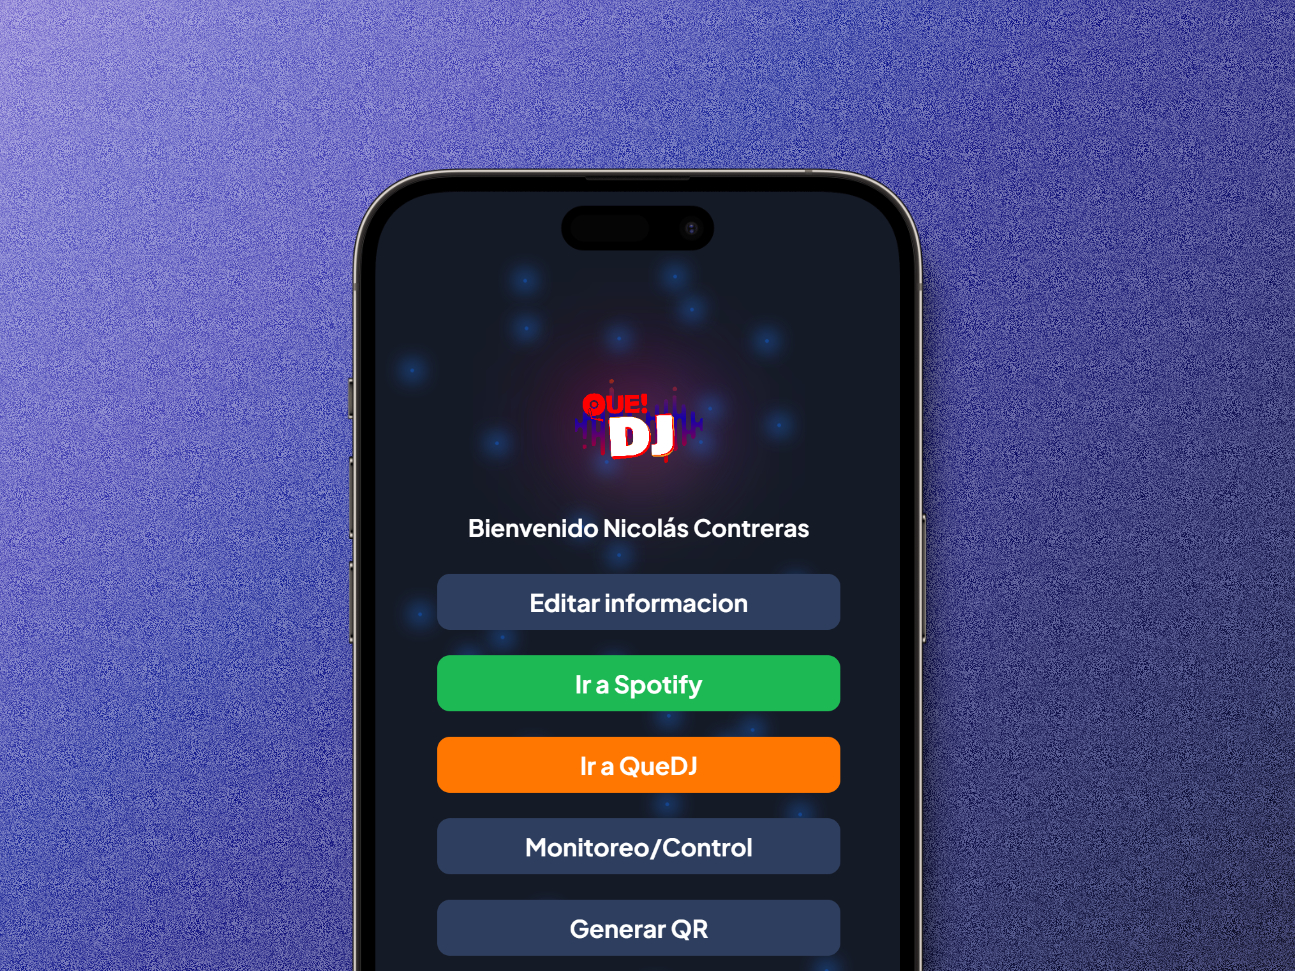 QUE!
DJ
Bienvenido Nicolás Contreras
Editar informacion
Ir a Spotify
Ir a QueDJ
Monitoreo/Control
Generar QR